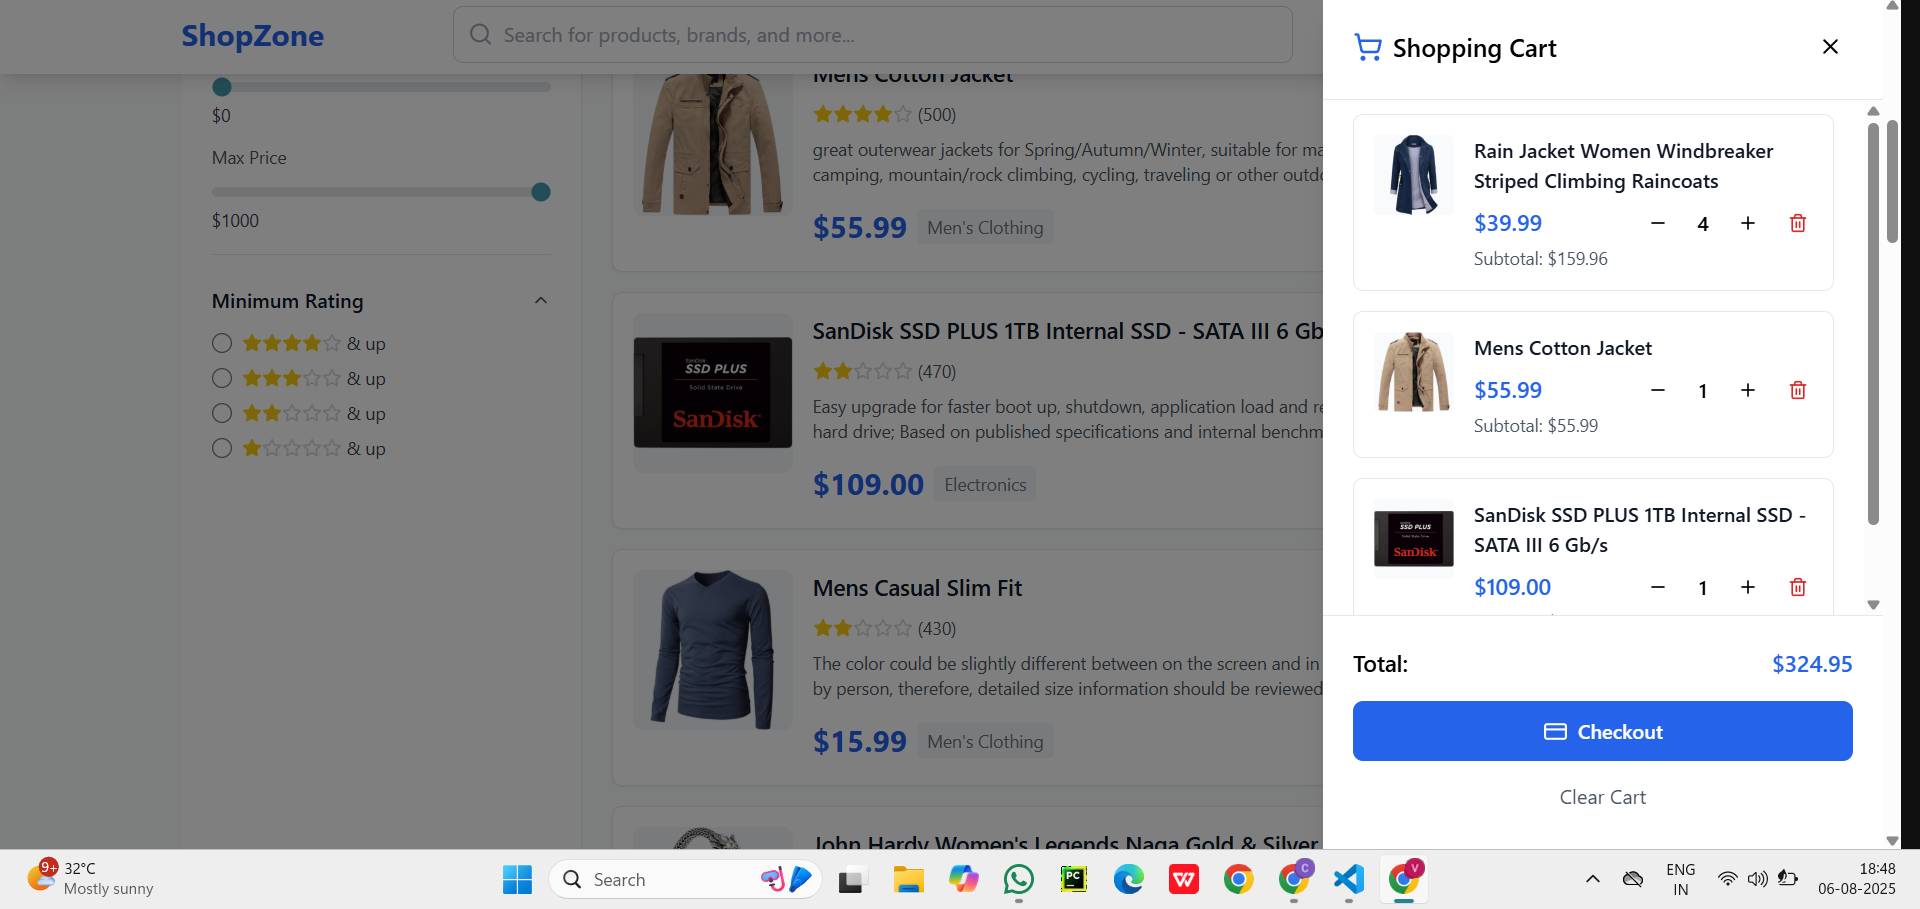 ShopZone
Search for products, brands, and more...
$0
Max Price
$1000
Minimum Rating
& up
& up
& up
& up
Mens Cotton Jacket
(500)
great outerwear jackets for Spring/Autumn/Winter, suitable for
camping, mountain/rock climbing, cycling, traveling or other
$55.99 Men's Clothing
SanDisk SSD PLUS 1TB Internal SSD - SATA III 6
(470)
Easy upgrade for faster boot up, shutdown, application load and
hard drive; Based on published specifications and internal
$109.00 Electronics
SanDisk
SSD PLUS
Solid State Drive
SanDisk
Mens Casual Slim Fit
(430)
The color could be slightly different between on the screen and in
by person, therefore, detailed size information should be reviewed
$15.99 Men's Clothing
John Hardy Women's Legends Naga Gold & Silver
Shopping Cart
Rain Jacket Women Windbreaker
Striped Climbing Raincoats
$39.99 4
Subtotal: $159.96
Mens Cotton Jacket
$55.99 1
Subtotal: $55.99
SanDisk SSD PLUS 1TB Internal SSD -
SATA III 6 Gb/s
$109.00 1
SSD PLUS
SanDisk
Total: $324.95
Checkout
Clear Cart
9+
32°C
Mostly sunny
Search
PC
C
V
ENG
IN
18:48
06-08-2025